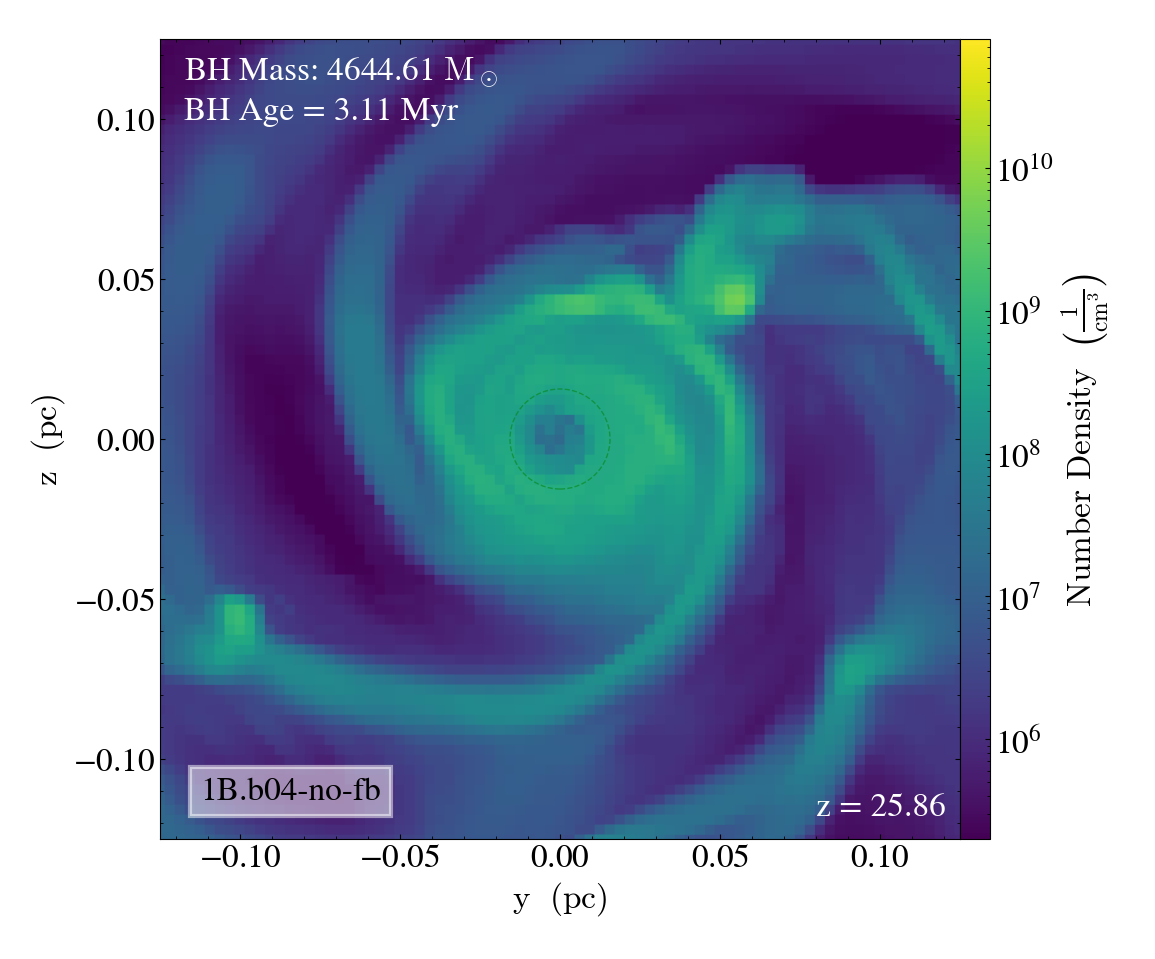 BH Mass: 4644.61 M⊙
BH Age = 3.11 Myr
1B.b04-no-fb
z = 25.86
z (pc)
0.10
0.05
0.00
−0.05
−0.10
−0.10
−0.05
0.00
0.05
0.10
y (pc)
10^10
10^9
10^8
10^7
10^6
Number Density (1/cm^3)